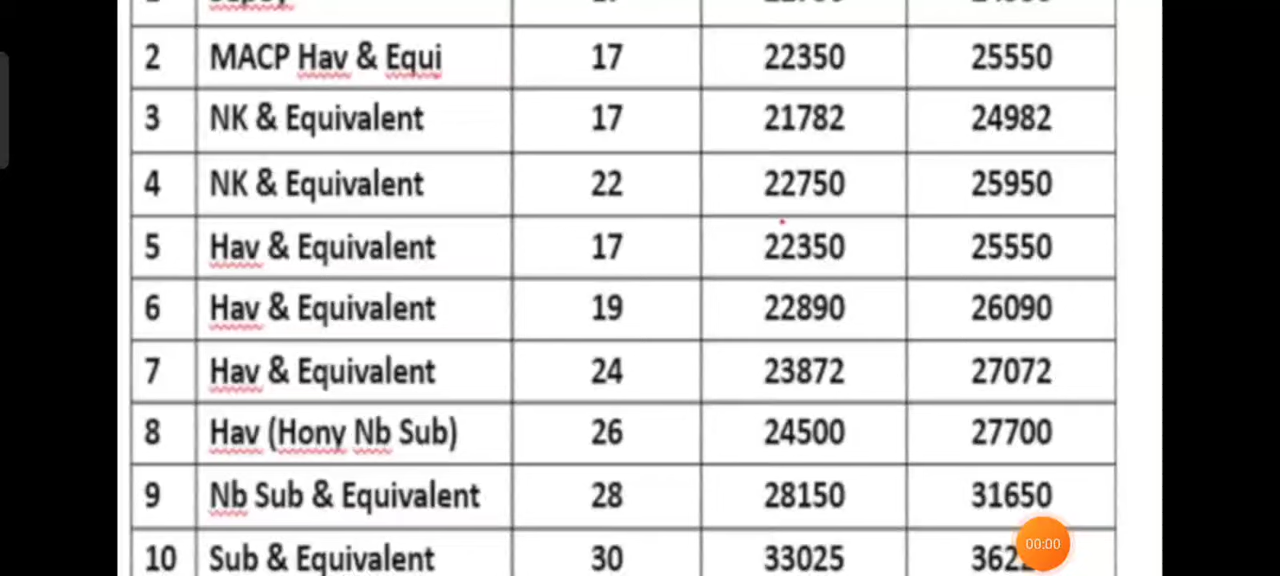 2 MACP Hav & Equi 17 22350 25550
3 NK & Equivalent 17 21782 24982
4 NK & Equivalent 22 22750 25950
5 Hav & Equivalent 17 22350 25550
6 Hav & Equivalent 19 22890 26090
7 Hav & Equivalent 24 23872 27072
8 Hav (Hony Nb Sub) 26 24500 27700
9 Nb Sub & Equivalent 28 28150 31650
10 Sub & Equivalent 30 33025
00:00